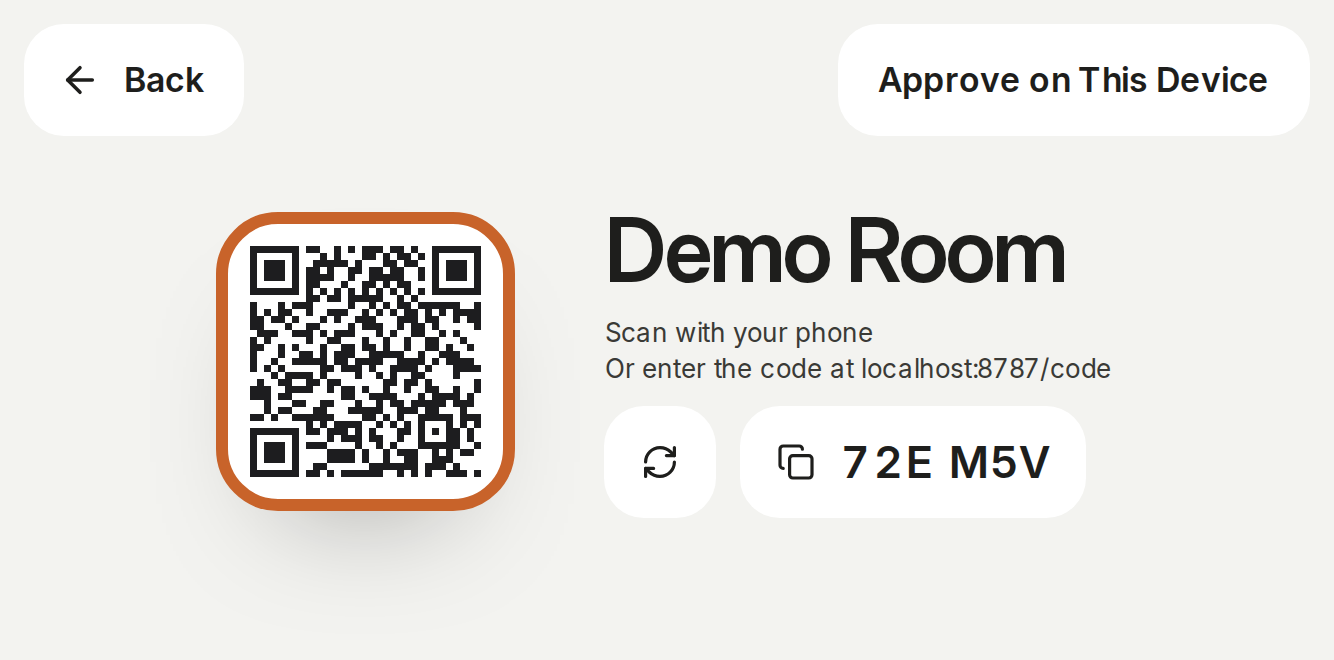 Back
Approve on This Device
Demo Room
Scan with your phone
Or enter the code at localhost:8787/code
72E M5V